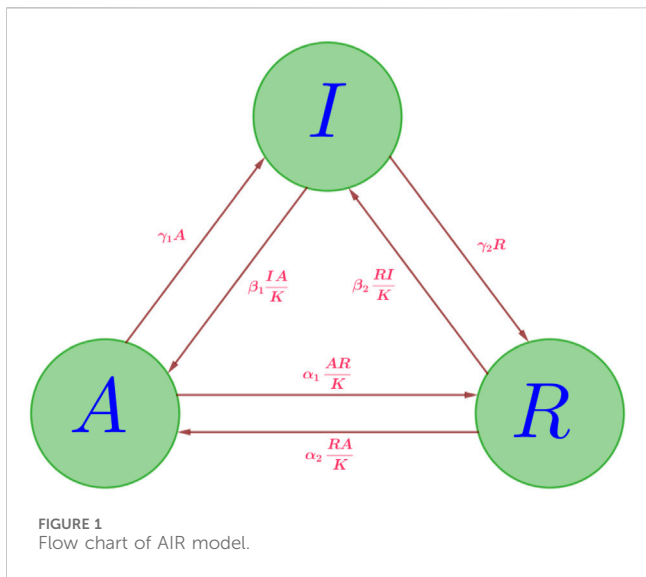 I
γ₁A
β₁ IA/K
β₂ RI/K
γ₂R
α₁ AR/K
A
R
α₂ RA/K
FIGURE 1
Flow chart of AIR model.